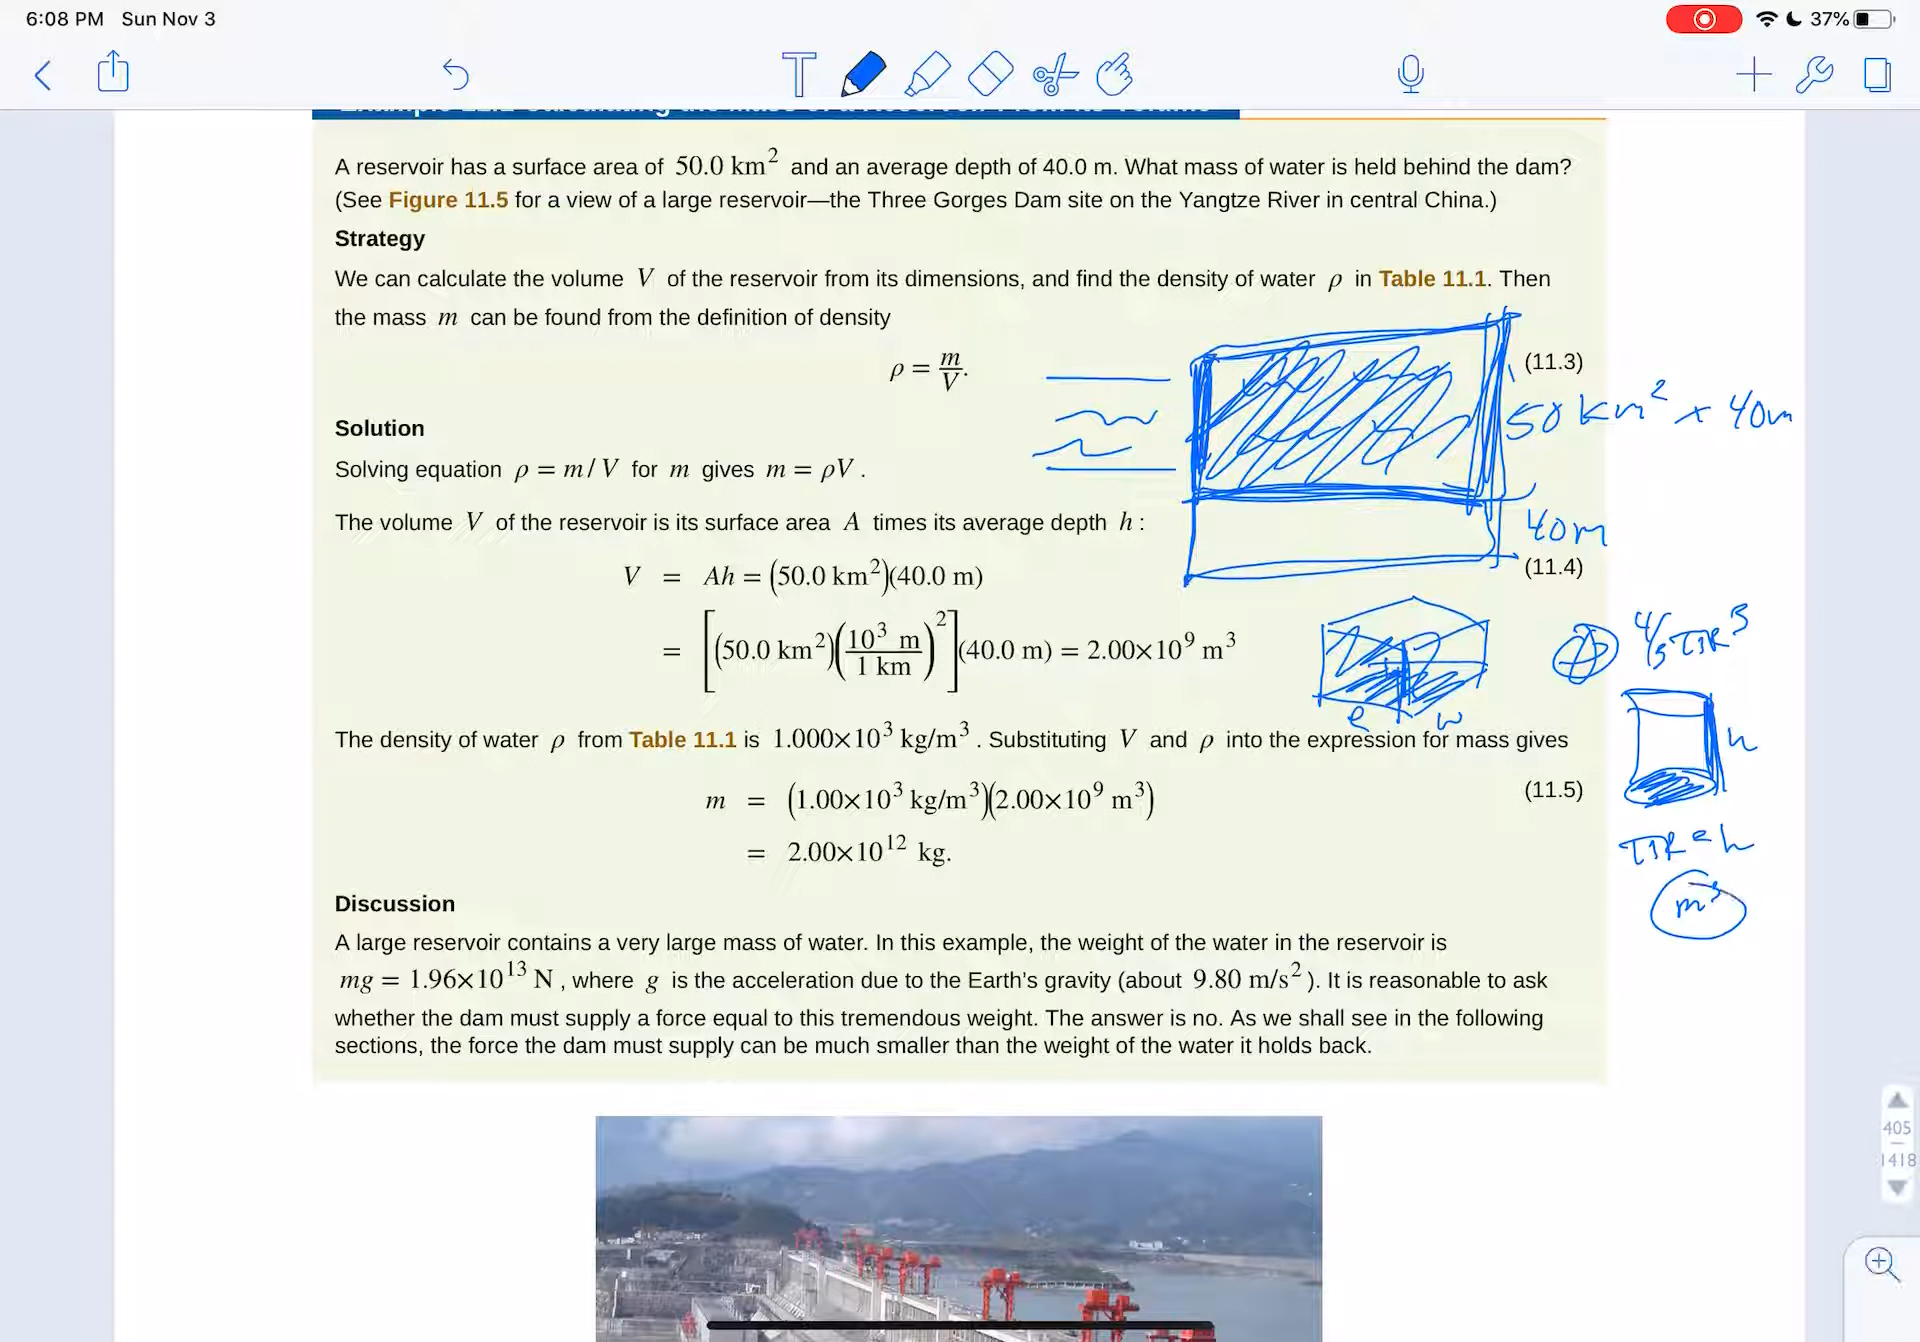 6:08 PM Sun Nov 3
37%
A reservoir has a surface area of 50.0 km² and an average depth of 40.0 m. What mass of water is held behind the dam?
(See Figure 11.5 for a view of a large reservoir—the Three Gorges Dam site on the Yangtze River in central China.)
Strategy
We can calculate the volume V of the reservoir from its dimensions, and find the density of water ρ in Table 11.1. Then
the mass m can be found from the definition of density
ρ = m/V. (11.3)
50 km² x 40m
Solution
Solving equation ρ = m/V for m gives m = ρV .
The volume V of the reservoir is its surface area A times its average depth h :
40m
V = Ah = (50.0 km²)(40.0 m) (11.4)
= [(50.0 km²)(10³ m / 1 km)²](40.0 m) = 2.00×10⁹ m³
4/3 πR³
l w
h
The density of water ρ from Table 11.1 is 1.000×10³ kg/m³ . Substituting V and ρ into the expression for mass gives
m = (1.00×10³ kg/m³)(2.00×10⁹ m³) (11.5)
= 2.00×10¹² kg.
πR²h
m³
Discussion
A large reservoir contains a very large mass of water. In this example, the weight of the water in the reservoir is
mg = 1.96×10¹³ N , where g is the acceleration due to the Earth's gravity (about 9.80 m/s² ). It is reasonable to ask
whether the dam must supply a force equal to this tremendous weight. The answer is no. As we shall see in the following
sections, the force the dam must supply can be much smaller than the weight of the water it holds back.
405
1418